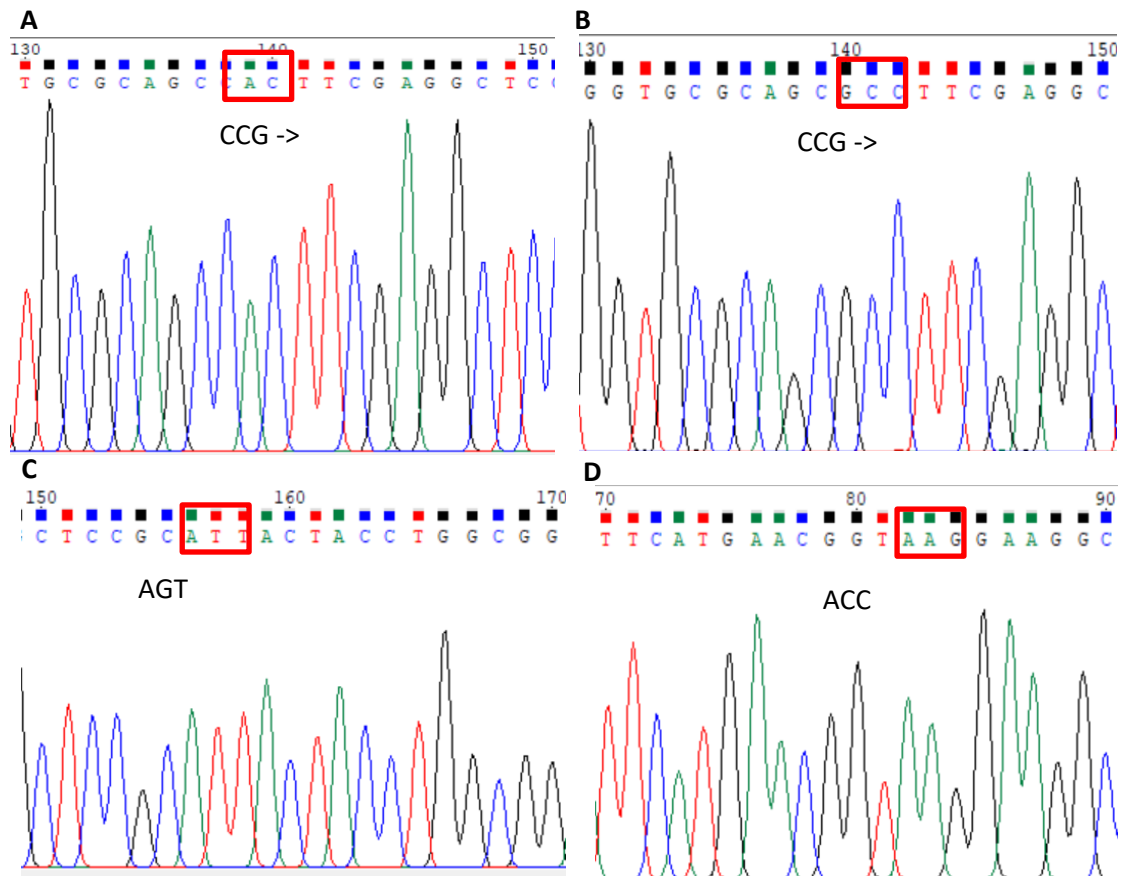 A
130 140 150
T G C G C A G C C A C T T C G A G G C T C
CCG ->
B
130 140 150
G G T G C G C A G C G C C T T C G A G G C
CCG ->
C
150 160 170
C T C C G C A T T A C T A C C T G G C G G
AGT
D
70 80 90
T T C A T G A A C G G T A A G G A A G G C
ACC